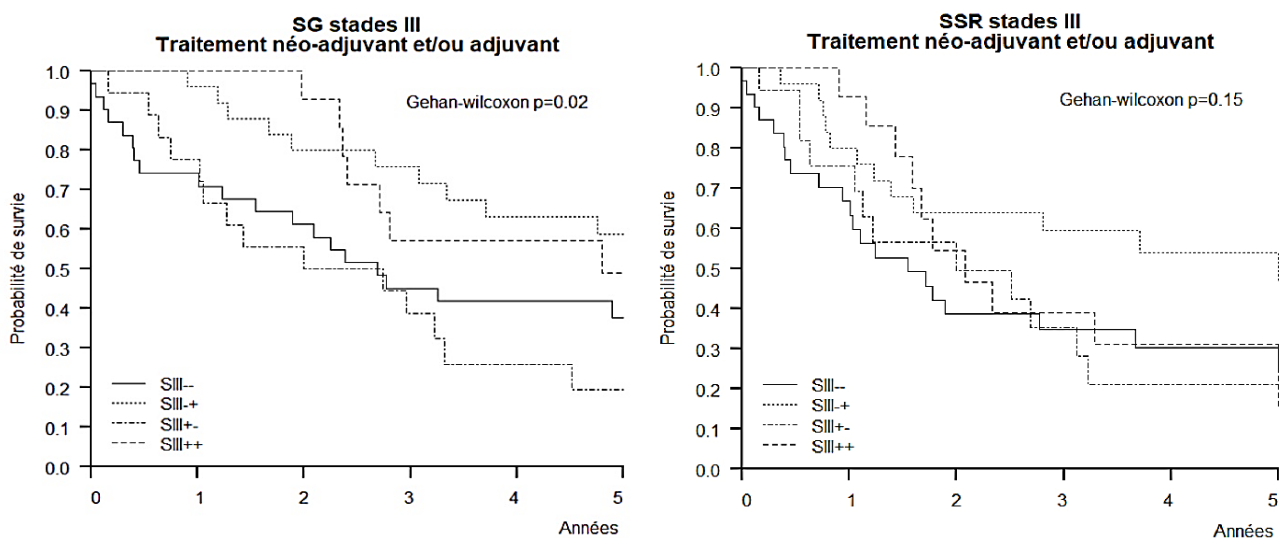 SG stades III
Traitement néo-adjuvant et/ou adjuvant
Gehan-wilcoxon p=0.02
Probabilité de survie
1.0
0.9
0.8
0.7
0.6
0.5
0.4
0.3
0.2
0.1
0.0
SIII--
SIII-+
SIII+-
SIII++
0 1 2 3 4 5
Années
SSR stades III
Traitement néo-adjuvant et/ou adjuvant
Gehan-wilcoxon p=0.15
Probabilité de survie
1.0
0.9
0.8
0.7
0.6
0.5
0.4
0.3
0.2
0.1
0.0
SIII--
SIII-+
SIII+-
SIII++
0 1 2 3 4 5
Années